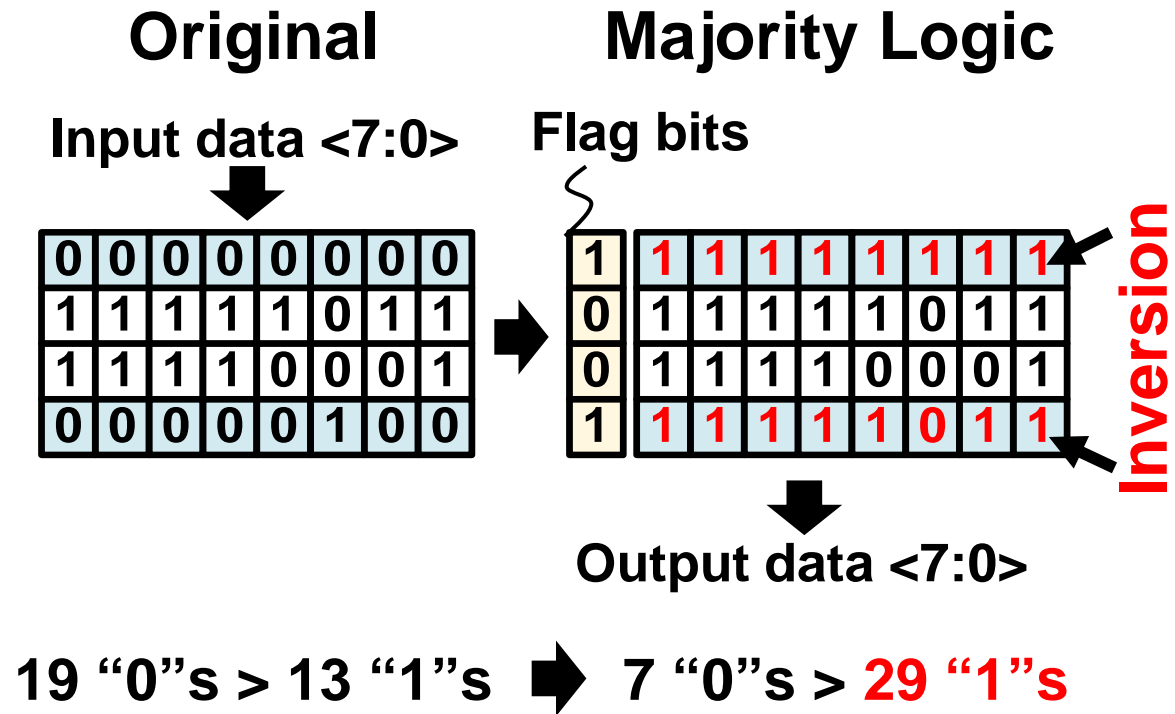 Original
Majority Logic
Input data <7:0>
Flag bits
0 0 0 0 0 0 0 0
1 1 1 1 1 0 1 1
1 1 1 1 0 0 0 1
0 0 0 0 0 1 0 0
1 1 1 1 1 1 1 1 1
0 1 1 1 1 1 0 1 1
0 1 1 1 1 0 0 0 1
1 1 1 1 1 1 0 1 1
Inversion
Output data <7:0>
19 “0”s > 13 “1”s
7 “0”s > 29 “1”s